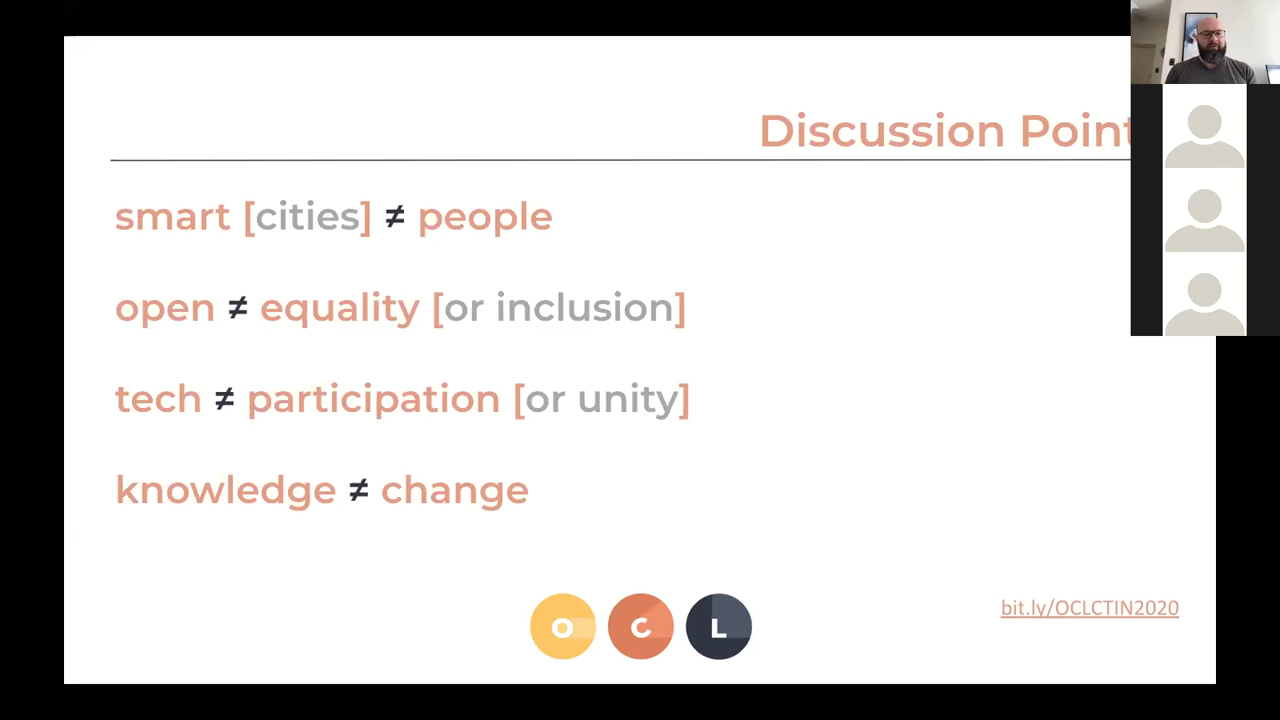 Discussion Point
smart [cities] ≠ people
open ≠ equality [or inclusion]
tech ≠ participation [or unity]
knowledge ≠ change
O C L
bit.ly/OCLCTIN2020